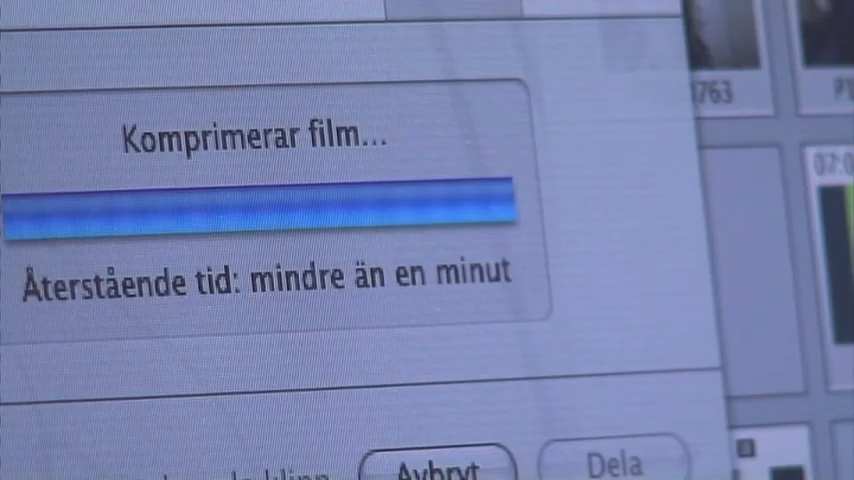 Komprimerar film...
Återstående tid: mindre än en minut
Avbryt
Dela
763